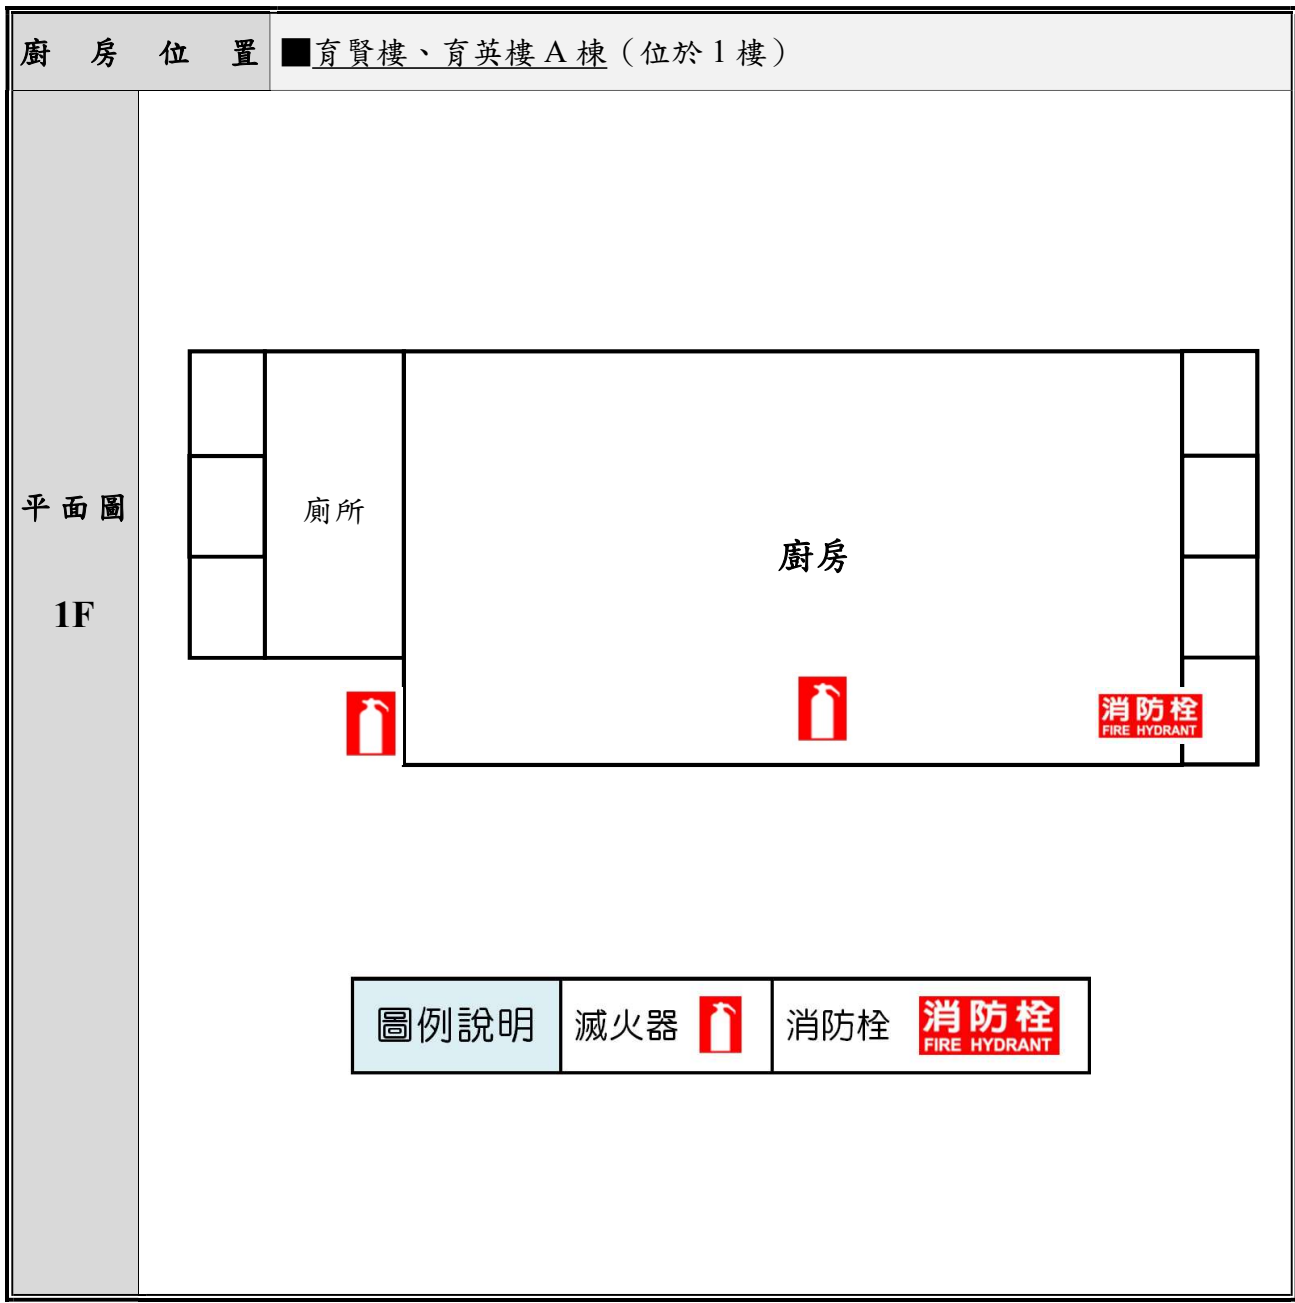 廚房位置
■育賢樓、育英樓 A 棟（位於 1 樓）
平面圖
1F
廁所
廚房
消防栓
FIRE HYDRANT
圖例說明
滅火器
消防栓
消防栓
FIRE HYDRANT